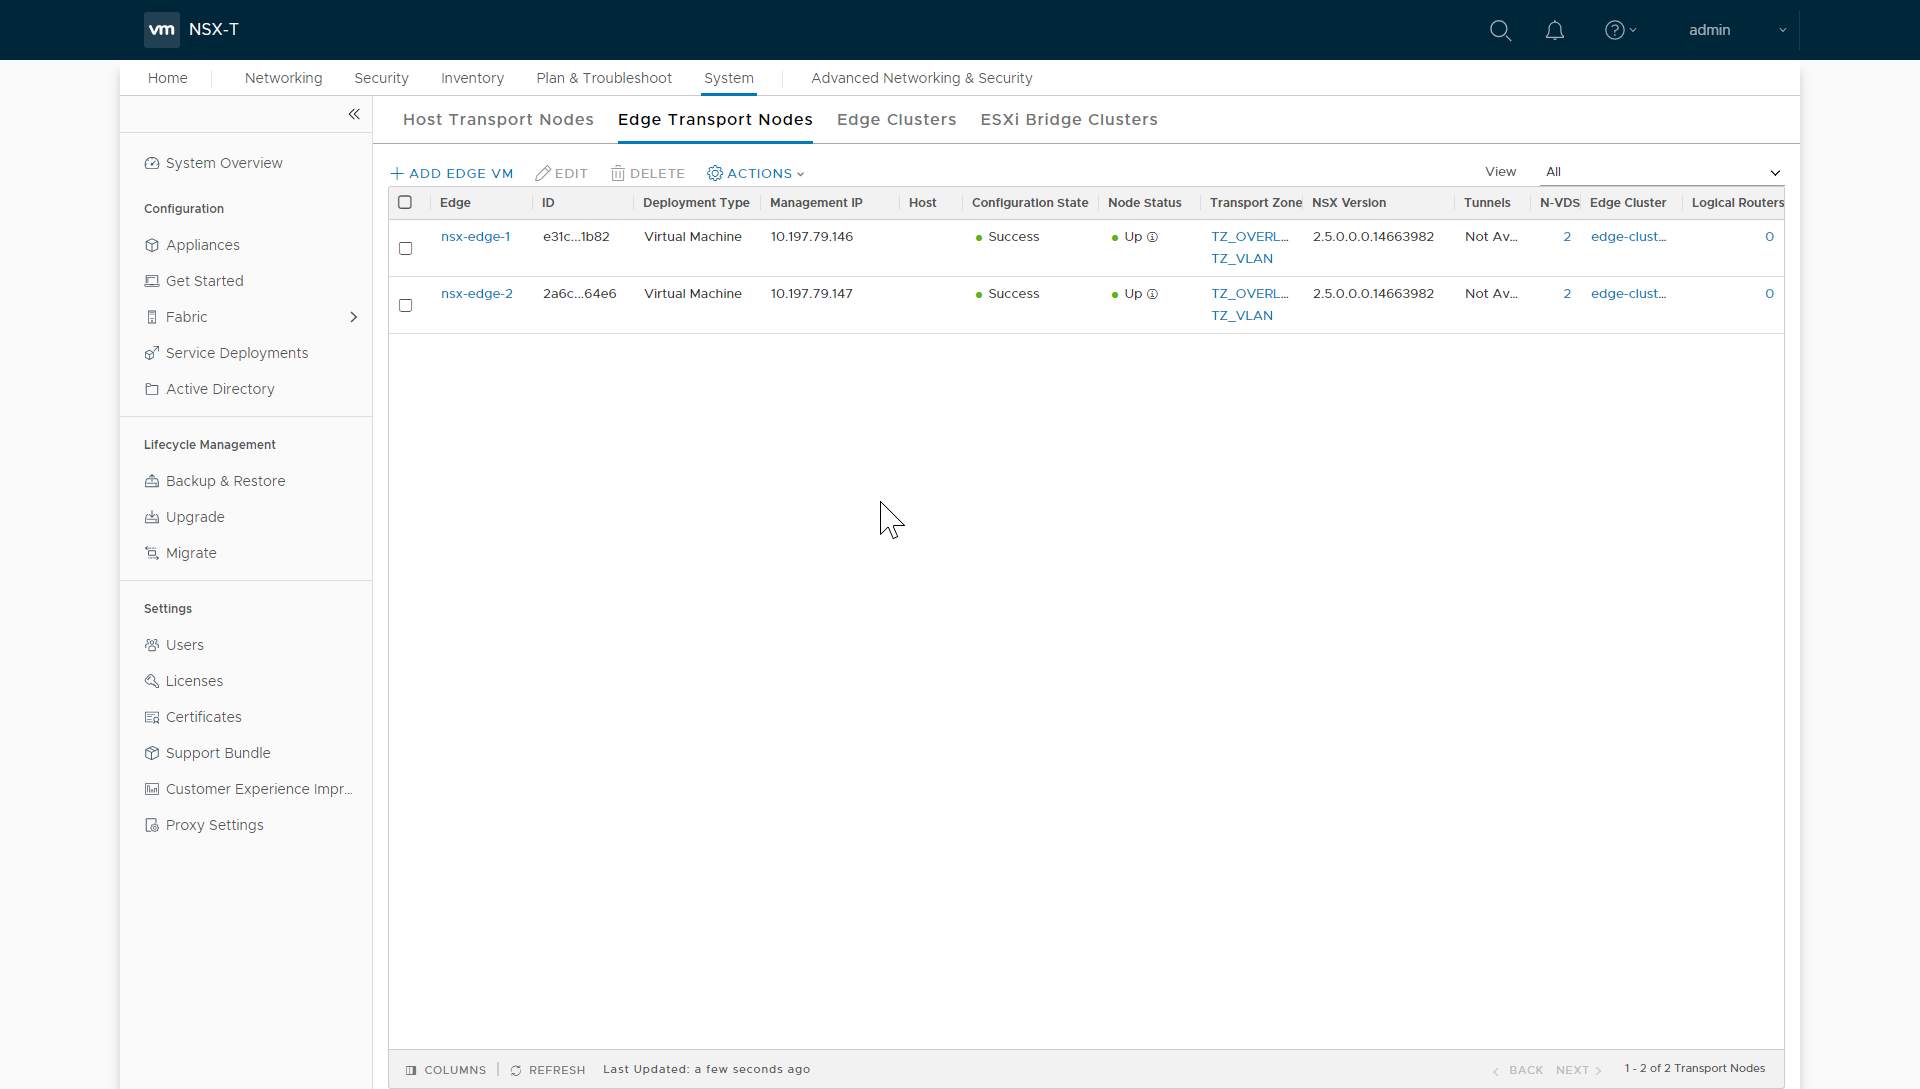 vm NSX-T
admin
Home Networking Security Inventory Plan & Troubleshoot System Advanced Networking & Security
Host Transport Nodes Edge Transport Nodes Edge Clusters ESXi Bridge Clusters
System Overview
Configuration
Appliances
Get Started
Fabric
Service Deployments
Active Directory
Lifecycle Management
Backup & Restore
Upgrade
Migrate
Settings
Users
Licenses
Certificates
Support Bundle
Customer Experience Impr...
Proxy Settings
+ ADD EDGE VM EDIT DELETE ACTIONS View All
Edge ID Deployment Type Management IP Host Configuration State Node Status Transport Zone NSX Version Tunnels N-VDS Edge Cluster Logical Routers
nsx-edge-1 e31c...1b82 Virtual Machine 10.197.79.146 Success Up TZ_OVERL... 2.5.0.0.0.14663982 Not Av... 2 edge-clust... 0
TZ_VLAN
nsx-edge-2 2a6c...64e6 Virtual Machine 10.197.79.147 Success Up TZ_OVERL... 2.5.0.0.0.14663982 Not Av... 2 edge-clust... 0
TZ_VLAN
COLUMNS REFRESH Last Updated: a few seconds ago BACK NEXT 1 - 2 of 2 Transport Nodes